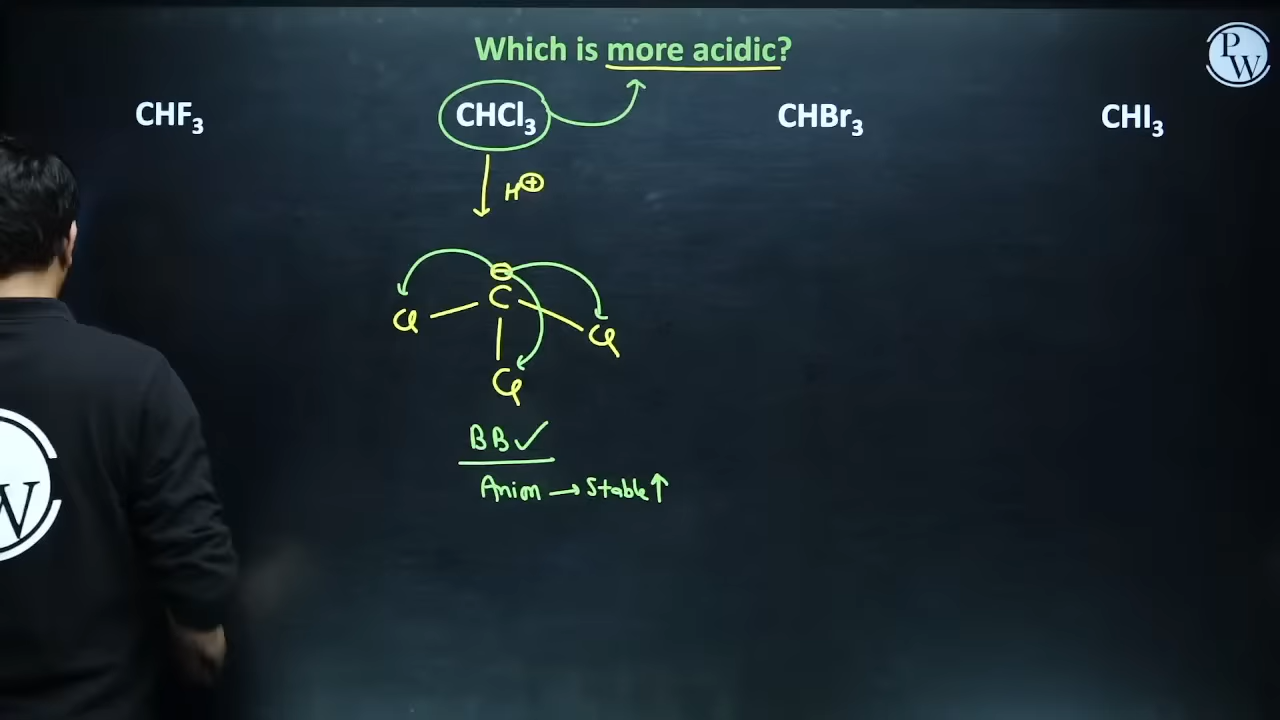 Which is more acidic?
PW
CHF₃ CHCl₃ CHBr₃ CHI₃
H⊕
⊖
Cl C Cl
Cl
BB✓
Anion → Stable↑
W